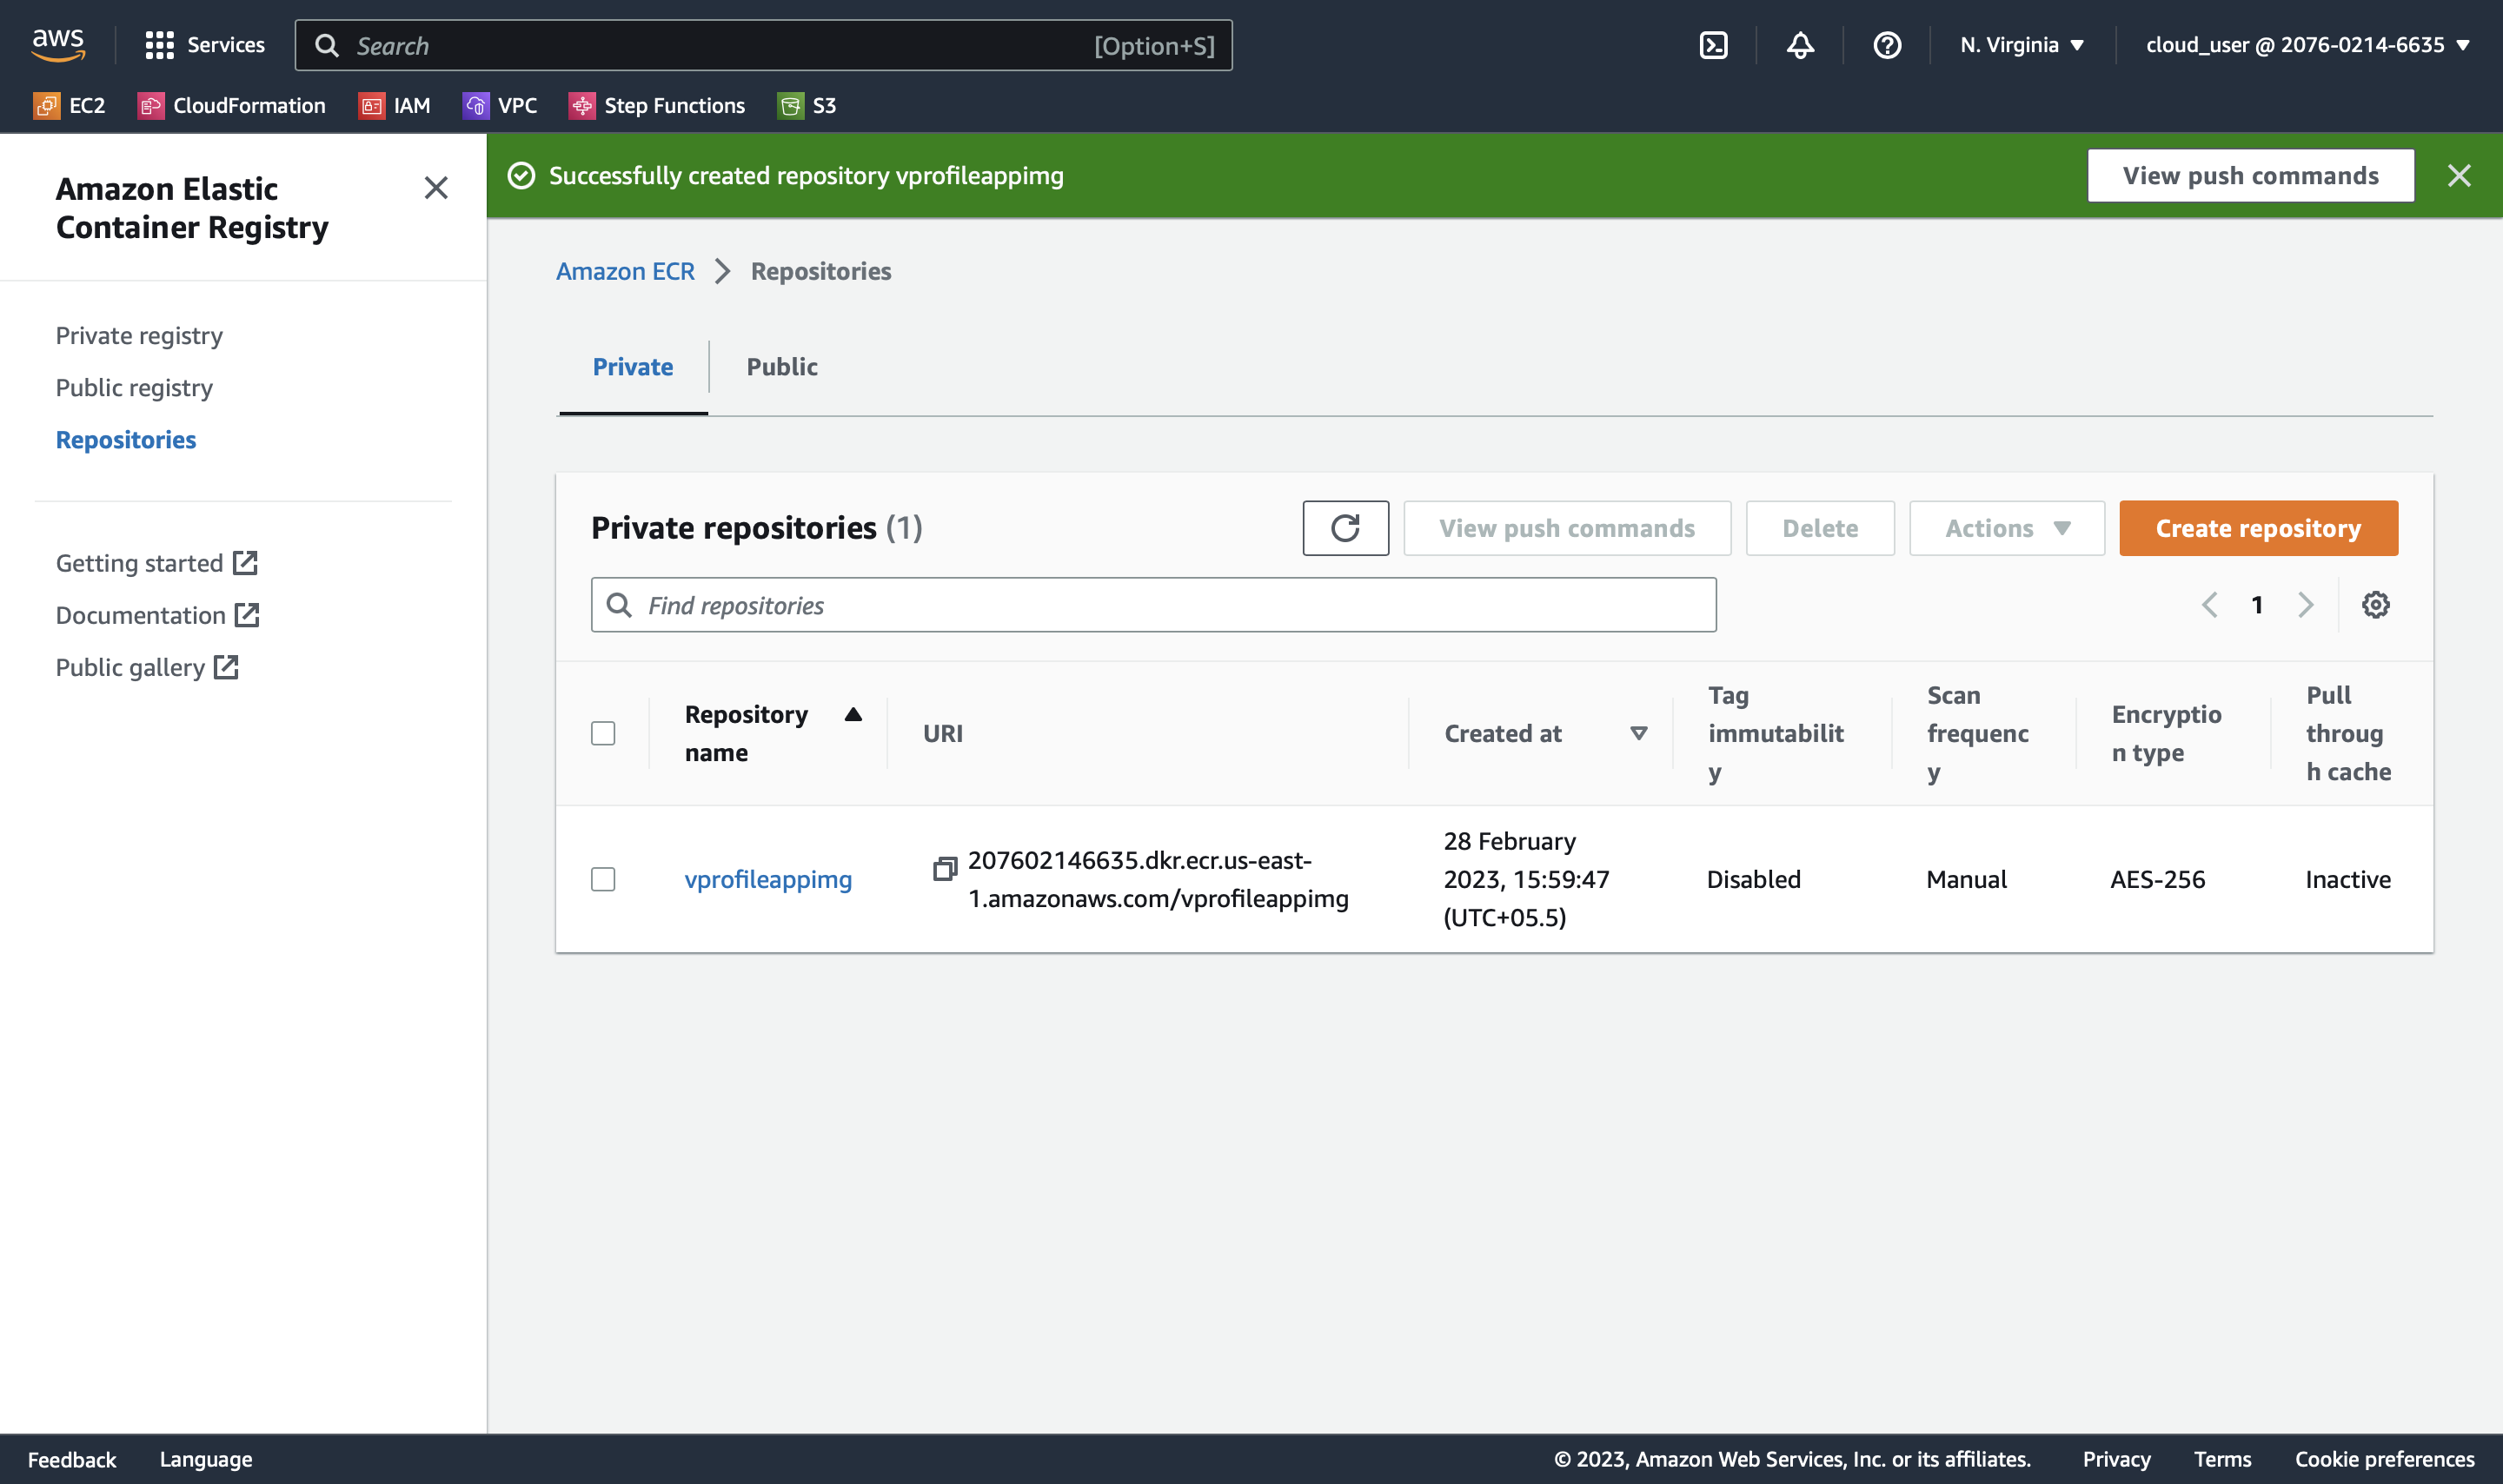 aws
Services
Search
[Option+S]
N. Virginia
cloud_user @ 2076-0214-6635
EC2
CloudFormation
IAM
VPC
Step Functions
S3
Amazon Elastic
Container Registry
Private registry
Public registry
Repositories
Getting started
Documentation
Public gallery
Successfully created repository vprofileappimg
View push commands
Amazon ECR
Repositories
Private
Public
Private repositories (1)
View push commands
Delete
Actions
Create repository
Find repositories
1
Repository
name
URI
Created at
Tag
immutabilit
y
Scan
frequenc
y
Encryptio
n type
Pull
throug
h cache
vprofileappimg
207602146635.dkr.ecr.us-east-
1.amazonaws.com/vprofileappimg
28 February
2023, 15:59:47
(UTC+05.5)
Disabled
Manual
AES-256
Inactive
Feedback
Language
© 2023, Amazon Web Services, Inc. or its affiliates.
Privacy
Terms
Cookie preferences